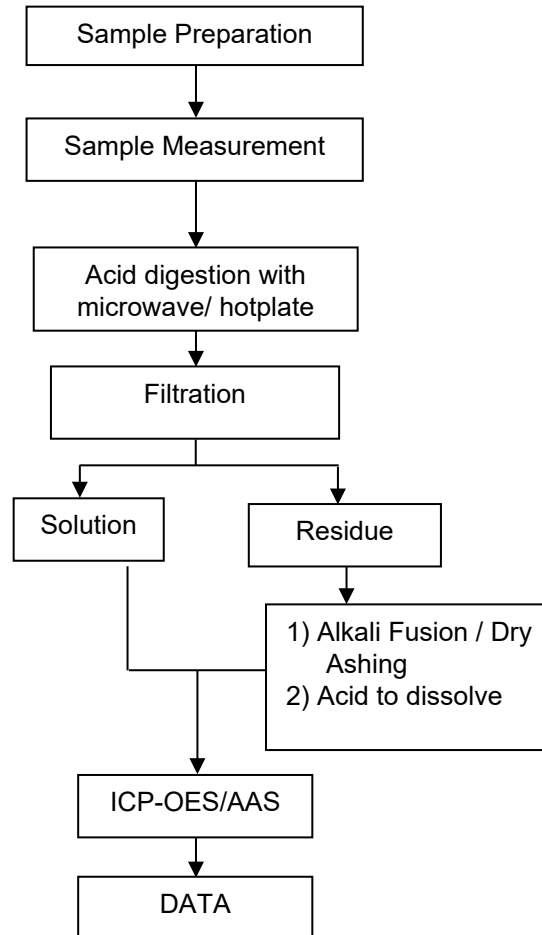 Sample Preparation
Sample Measurement
Acid digestion with
microwave/ hotplate
Filtration
Solution
Residue
1) Alkali Fusion / Dry
Ashing
2) Acid to dissolve
ICP-OES/AAS
DATA